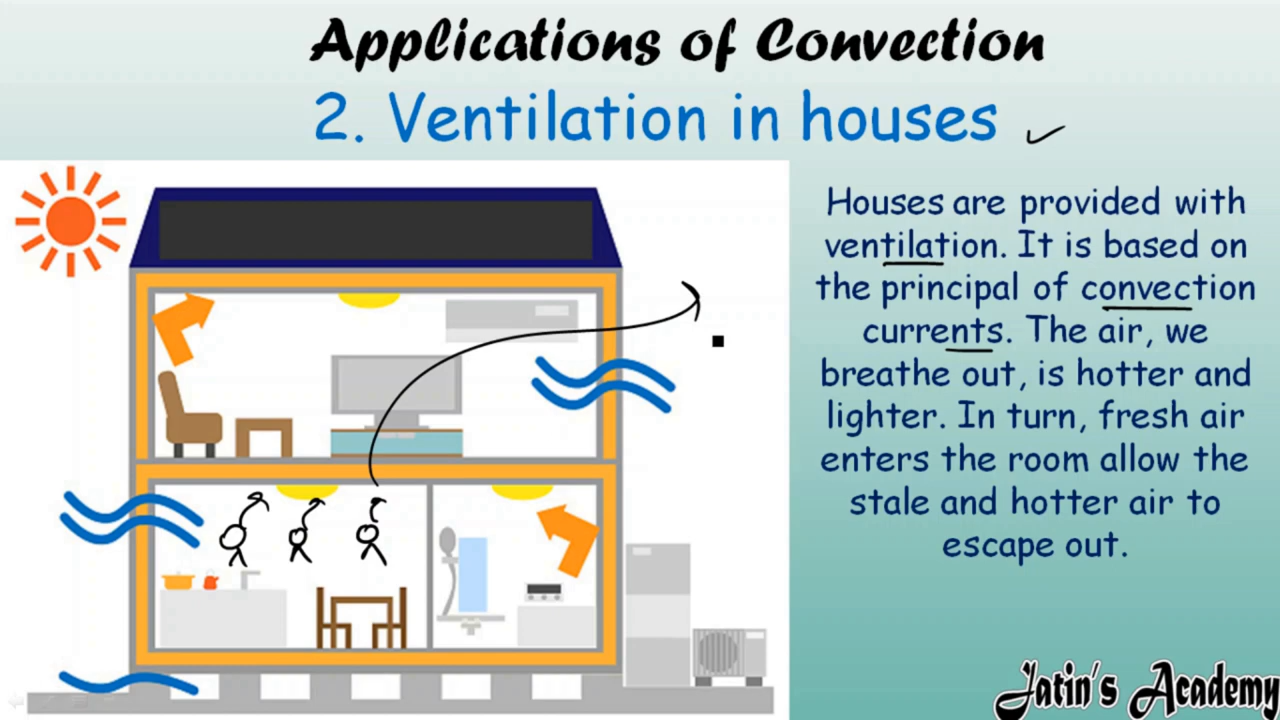 Applications of Convection
2. Ventilation in houses
Houses are provided with
ventilation. It is based on
the principal of convection
currents. The air, we
breathe out, is hotter and
lighter. In turn, fresh air
enters the room allow the
stale and hotter air to
escape out.
Jatin's Academy